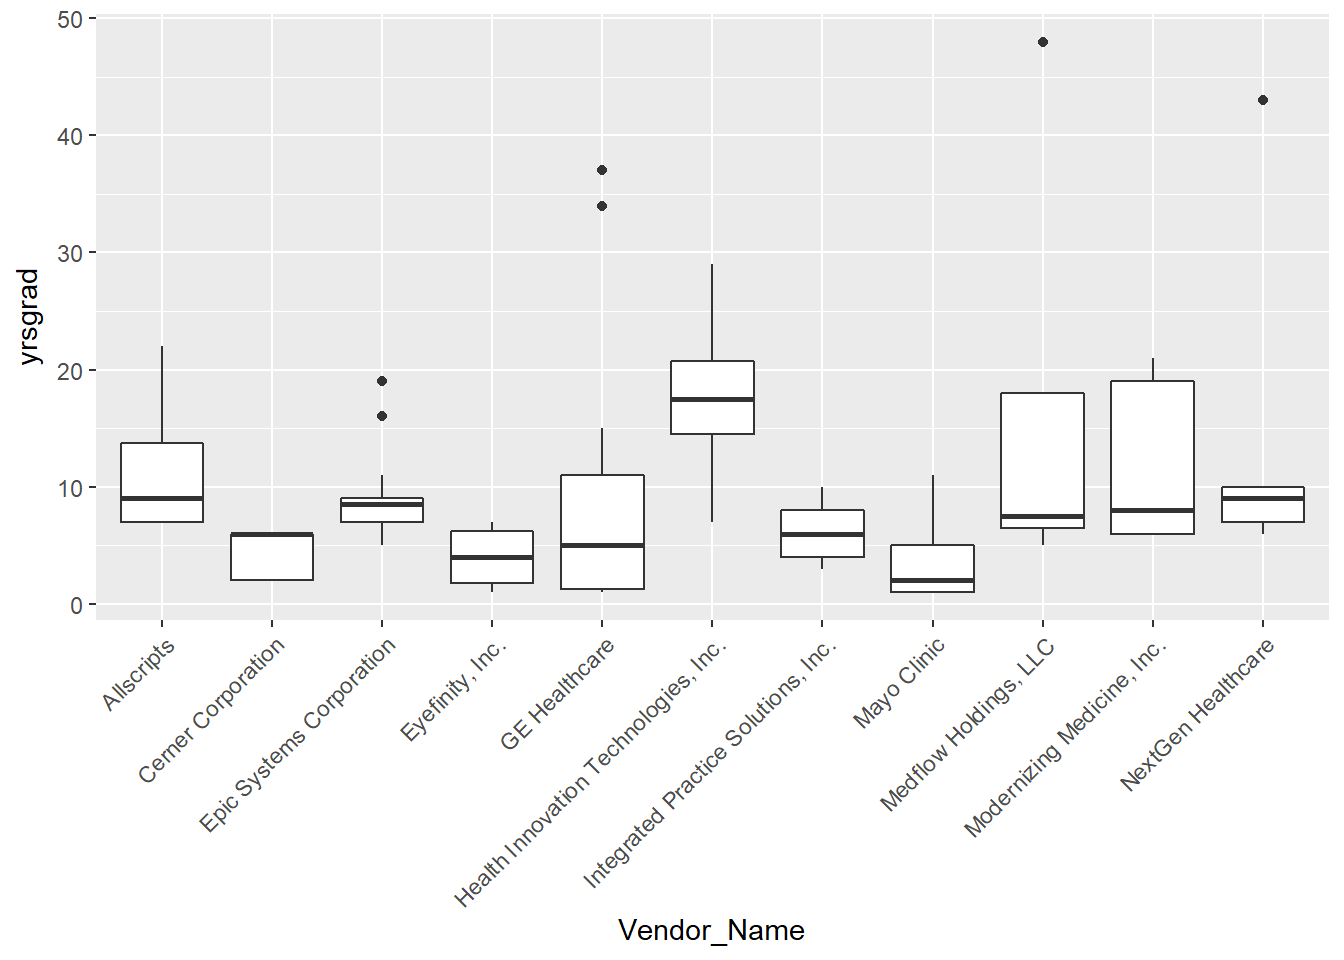 50
40
30
20
10
0
yrsgrad
Allscripts
Cerner Corporation
Epic Systems Corporation
Eyefinity, Inc.
GE Healthcare
Health Innovation Technologies, Inc.
Integrated Practice Solutions, Inc.
Mayo Clinic
Medflow Holdings, LLC
Modernizing Medicine, Inc.
NextGen Healthcare
Vendor_Name